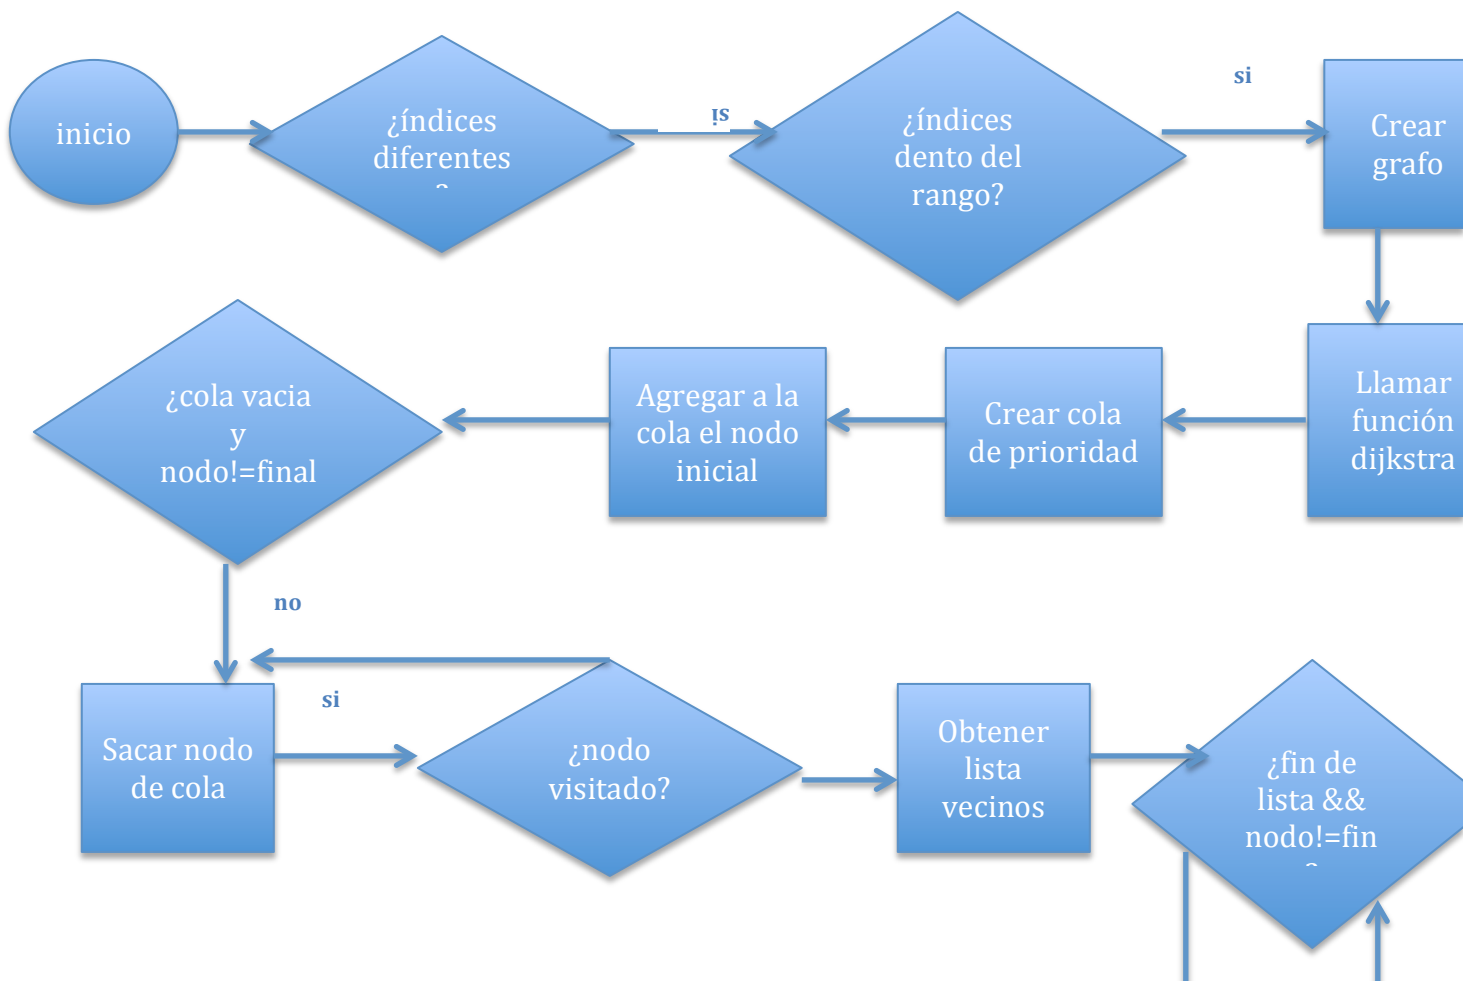 inicio
¿índices
diferentes
?
si
¿índices
dento del
rango?
si
Crear
grafo
Llamar
función
dijkstra
Crear cola
de prioridad
Agregar a la
cola el nodo
inicial
¿cola vacia
y
nodo!=final
no
Sacar nodo
de cola
si
¿nodo
visitado?
Obtener
lista
vecinos
¿fin de
lista &&
nodo!=fin
?